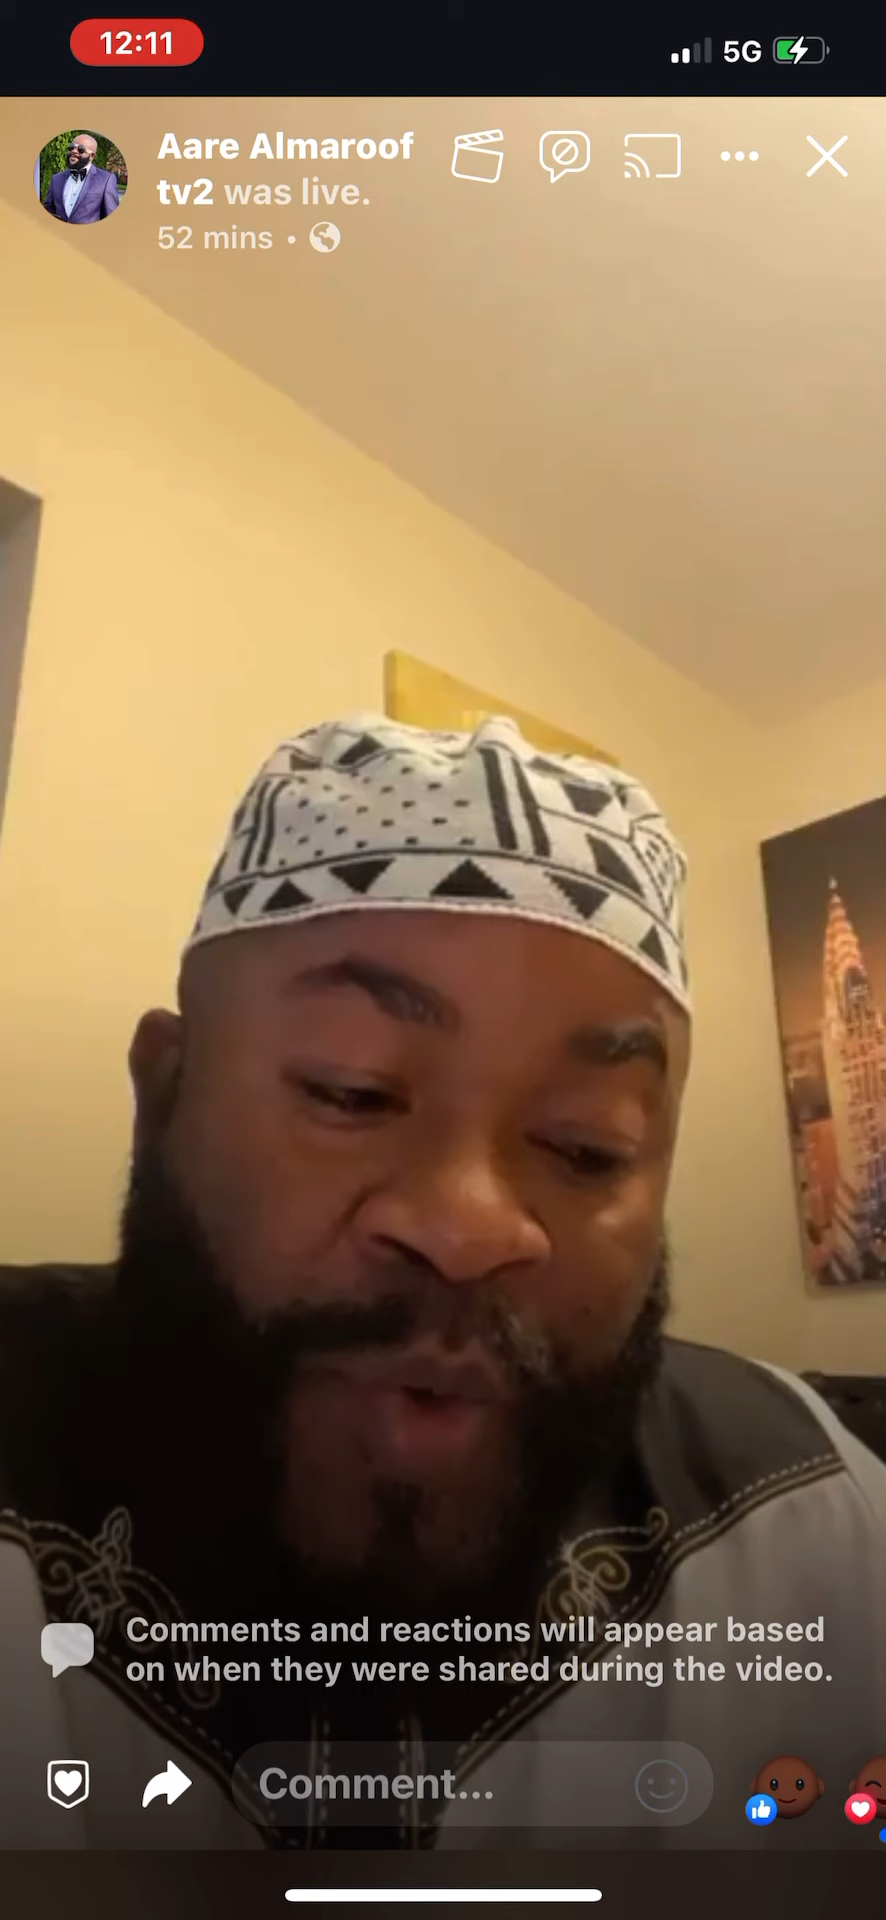 12:11
5G
Aare Almaroof
tv2 was live.
52 mins •
Comments and reactions will appear based
on when they were shared during the video.
Comment...